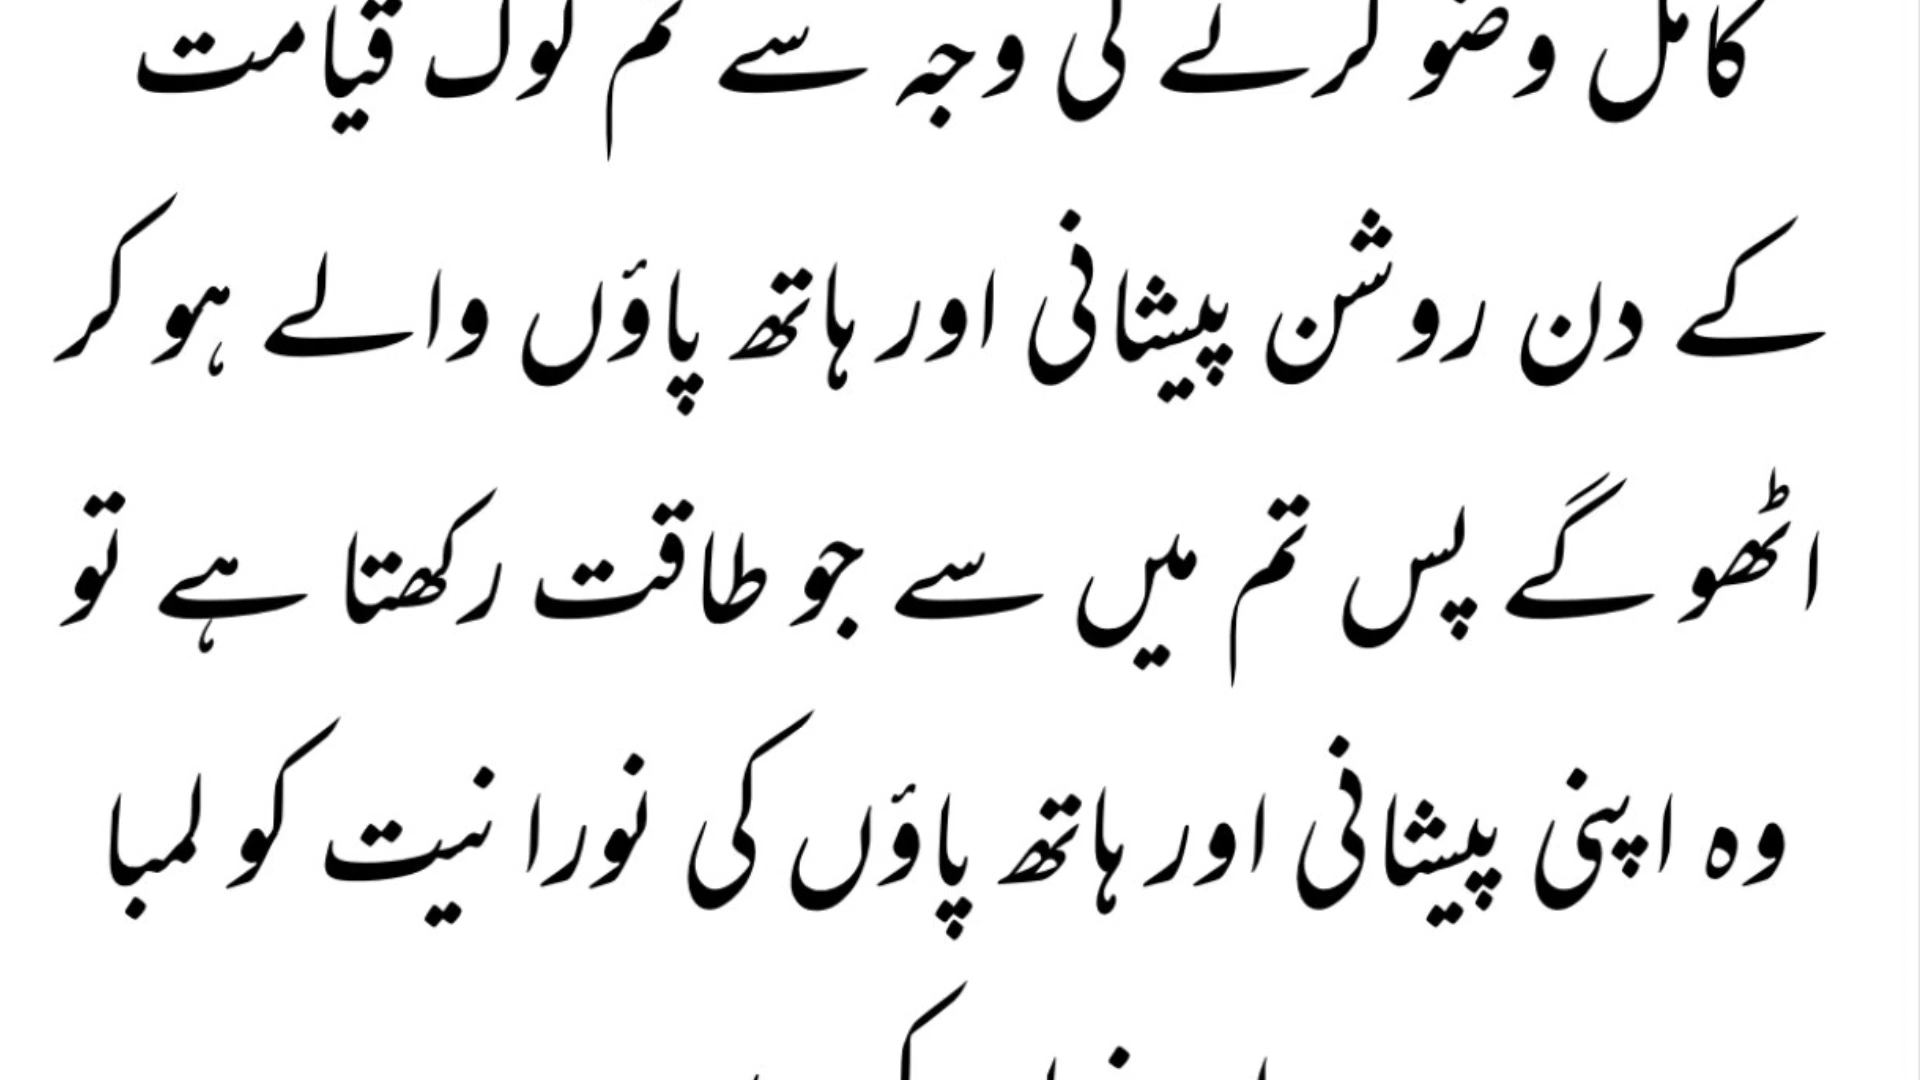 کامل وضو کرنے کی وجہ سے تم لوگ قیامت
کے دن روشن پیشانی اور ہاتھ پاؤں والے ہو کر
اٹھو گے پس تم میں سے جو طاقت رکھتا ہے تو
وہ اپنی پیشانی اور ہاتھ پاؤں کی نورانیت کو لمبا